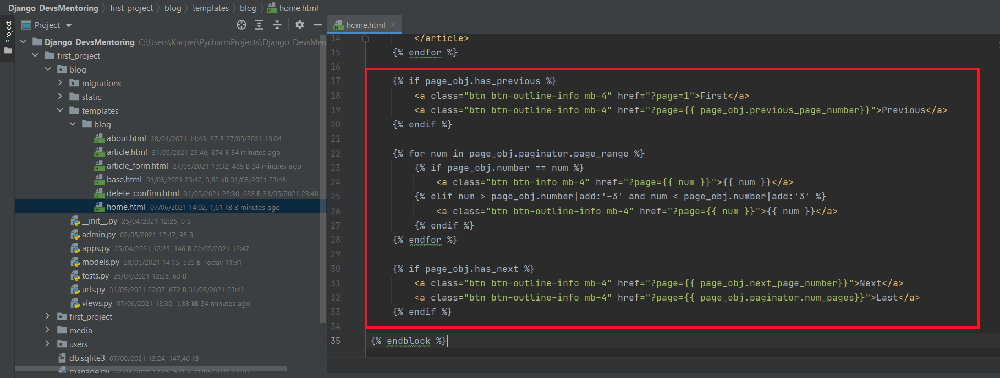 Django_DevsMentoring first_project blog templates blog home.html
Project
Project
home.html
Django_DevsMentoring C:\Users\Kacper\PycharmProjects\Django_DevsMen
first_project
blog
migrations
static
templates
blog
about.html 28/04/2021 14:43, 87 B 27/05/2021 13:04
article.html 31/05/2021 23:49, 874 B 34 minutes ago
article_form.html 27/05/2021 13:32, 489 B 34 minutes ago
base.html 31/05/2021 23:42, 3,62 kB 31/05/2021 23:46
delete_confirm.html 31/05/2021 23:30, 638 B 31/05/2021 23:40
home.html 07/06/2021 14:02, 1,61 kB 8 minutes ago
__init__.py 25/04/2021 12:25, 0 B
admin.py 02/05/2021 17:47, 95 B
apps.py 25/04/2021 12:25, 146 B 22/05/2021 12:47
models.py 28/05/2021 14:15, 535 B Today 11:31
tests.py 25/04/2021 12:25, 63 B
urls.py 31/05/2021 22:07, 672 B 31/05/2021 23:41
views.py 07/06/2021 13:30, 1,83 kB 34 minutes ago
first_project
media
users
db.sqlite3 07/06/2021 13:24, 147,46 kB
manage.py 23/04/2021 17:45, 691 B 21/05/2021 14:20
14 </article>
15 {% endfor %}
16
17 {% if page_obj.has_previous %}
18 <a class="btn btn-outline-info mb-4" href="?page=1">First</a>
19 <a class="btn btn-outline-info mb-4" href="?page={{ page_obj.previous_page_number}}">Previous</a>
20 {% endif %}
21
22 {% for num in page_obj.paginator.page_range %}
23 {% if page_obj.number == num %}
24 <a class="btn btn-info mb-4" href="?page={{ num }}">{{ num }}</a>
25 {% elif num > page_obj.number|add:'-3' and num < page_obj.number|add:'3' %}
26 <a class="btn btn-outline-info mb-4" href="?page={{ num }}">{{ num }}</a>
27 {% endif %}
28 {% endfor %}
29
30 {% if page_obj.has_next %}
31 <a class="btn btn-outline-info mb-4" href="?page={{ page_obj.next_page_number}}">Next</a>
32 <a class="btn btn-outline-info mb-4" href="?page={{ page_obj.paginator.num_pages}}">Last</a>
33 {% endif %}
34
35 {% endblock %}